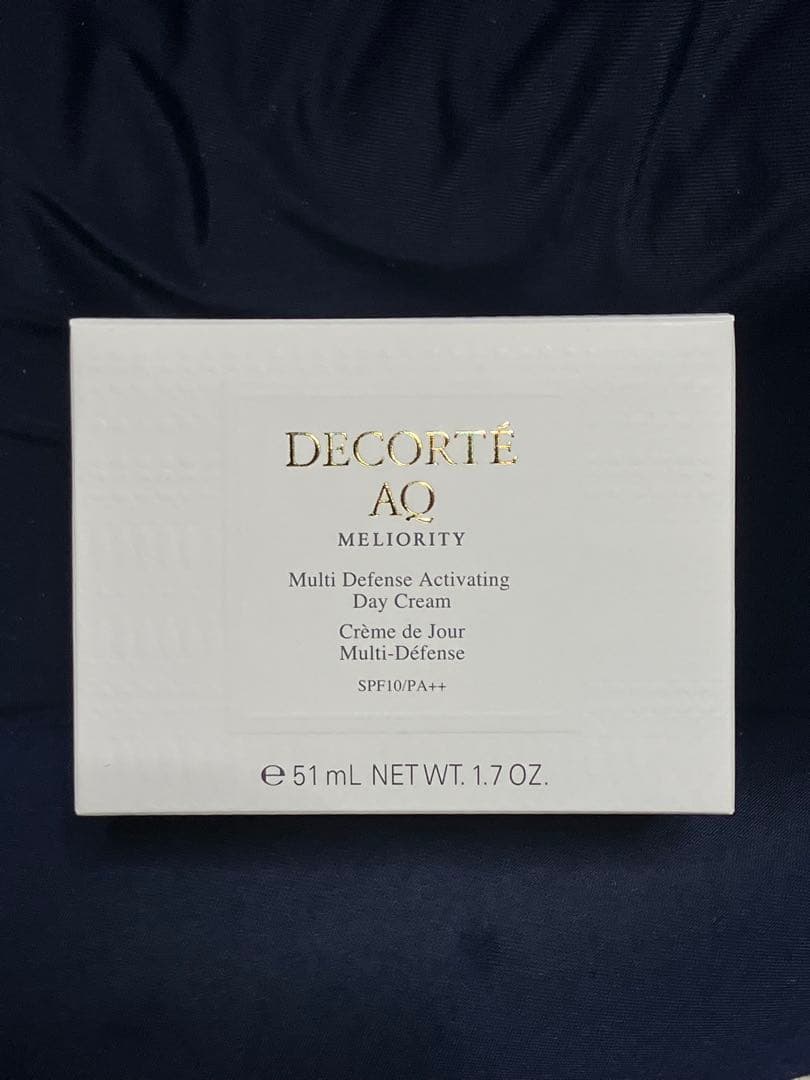 DECORTÉ
AQ
MELIORITY
Multi Defense Activating
Day Cream
Crème de Jour
Multi-Défense
SPF10/PA++
℮ 51 mL NET WT. 1.7 OZ.